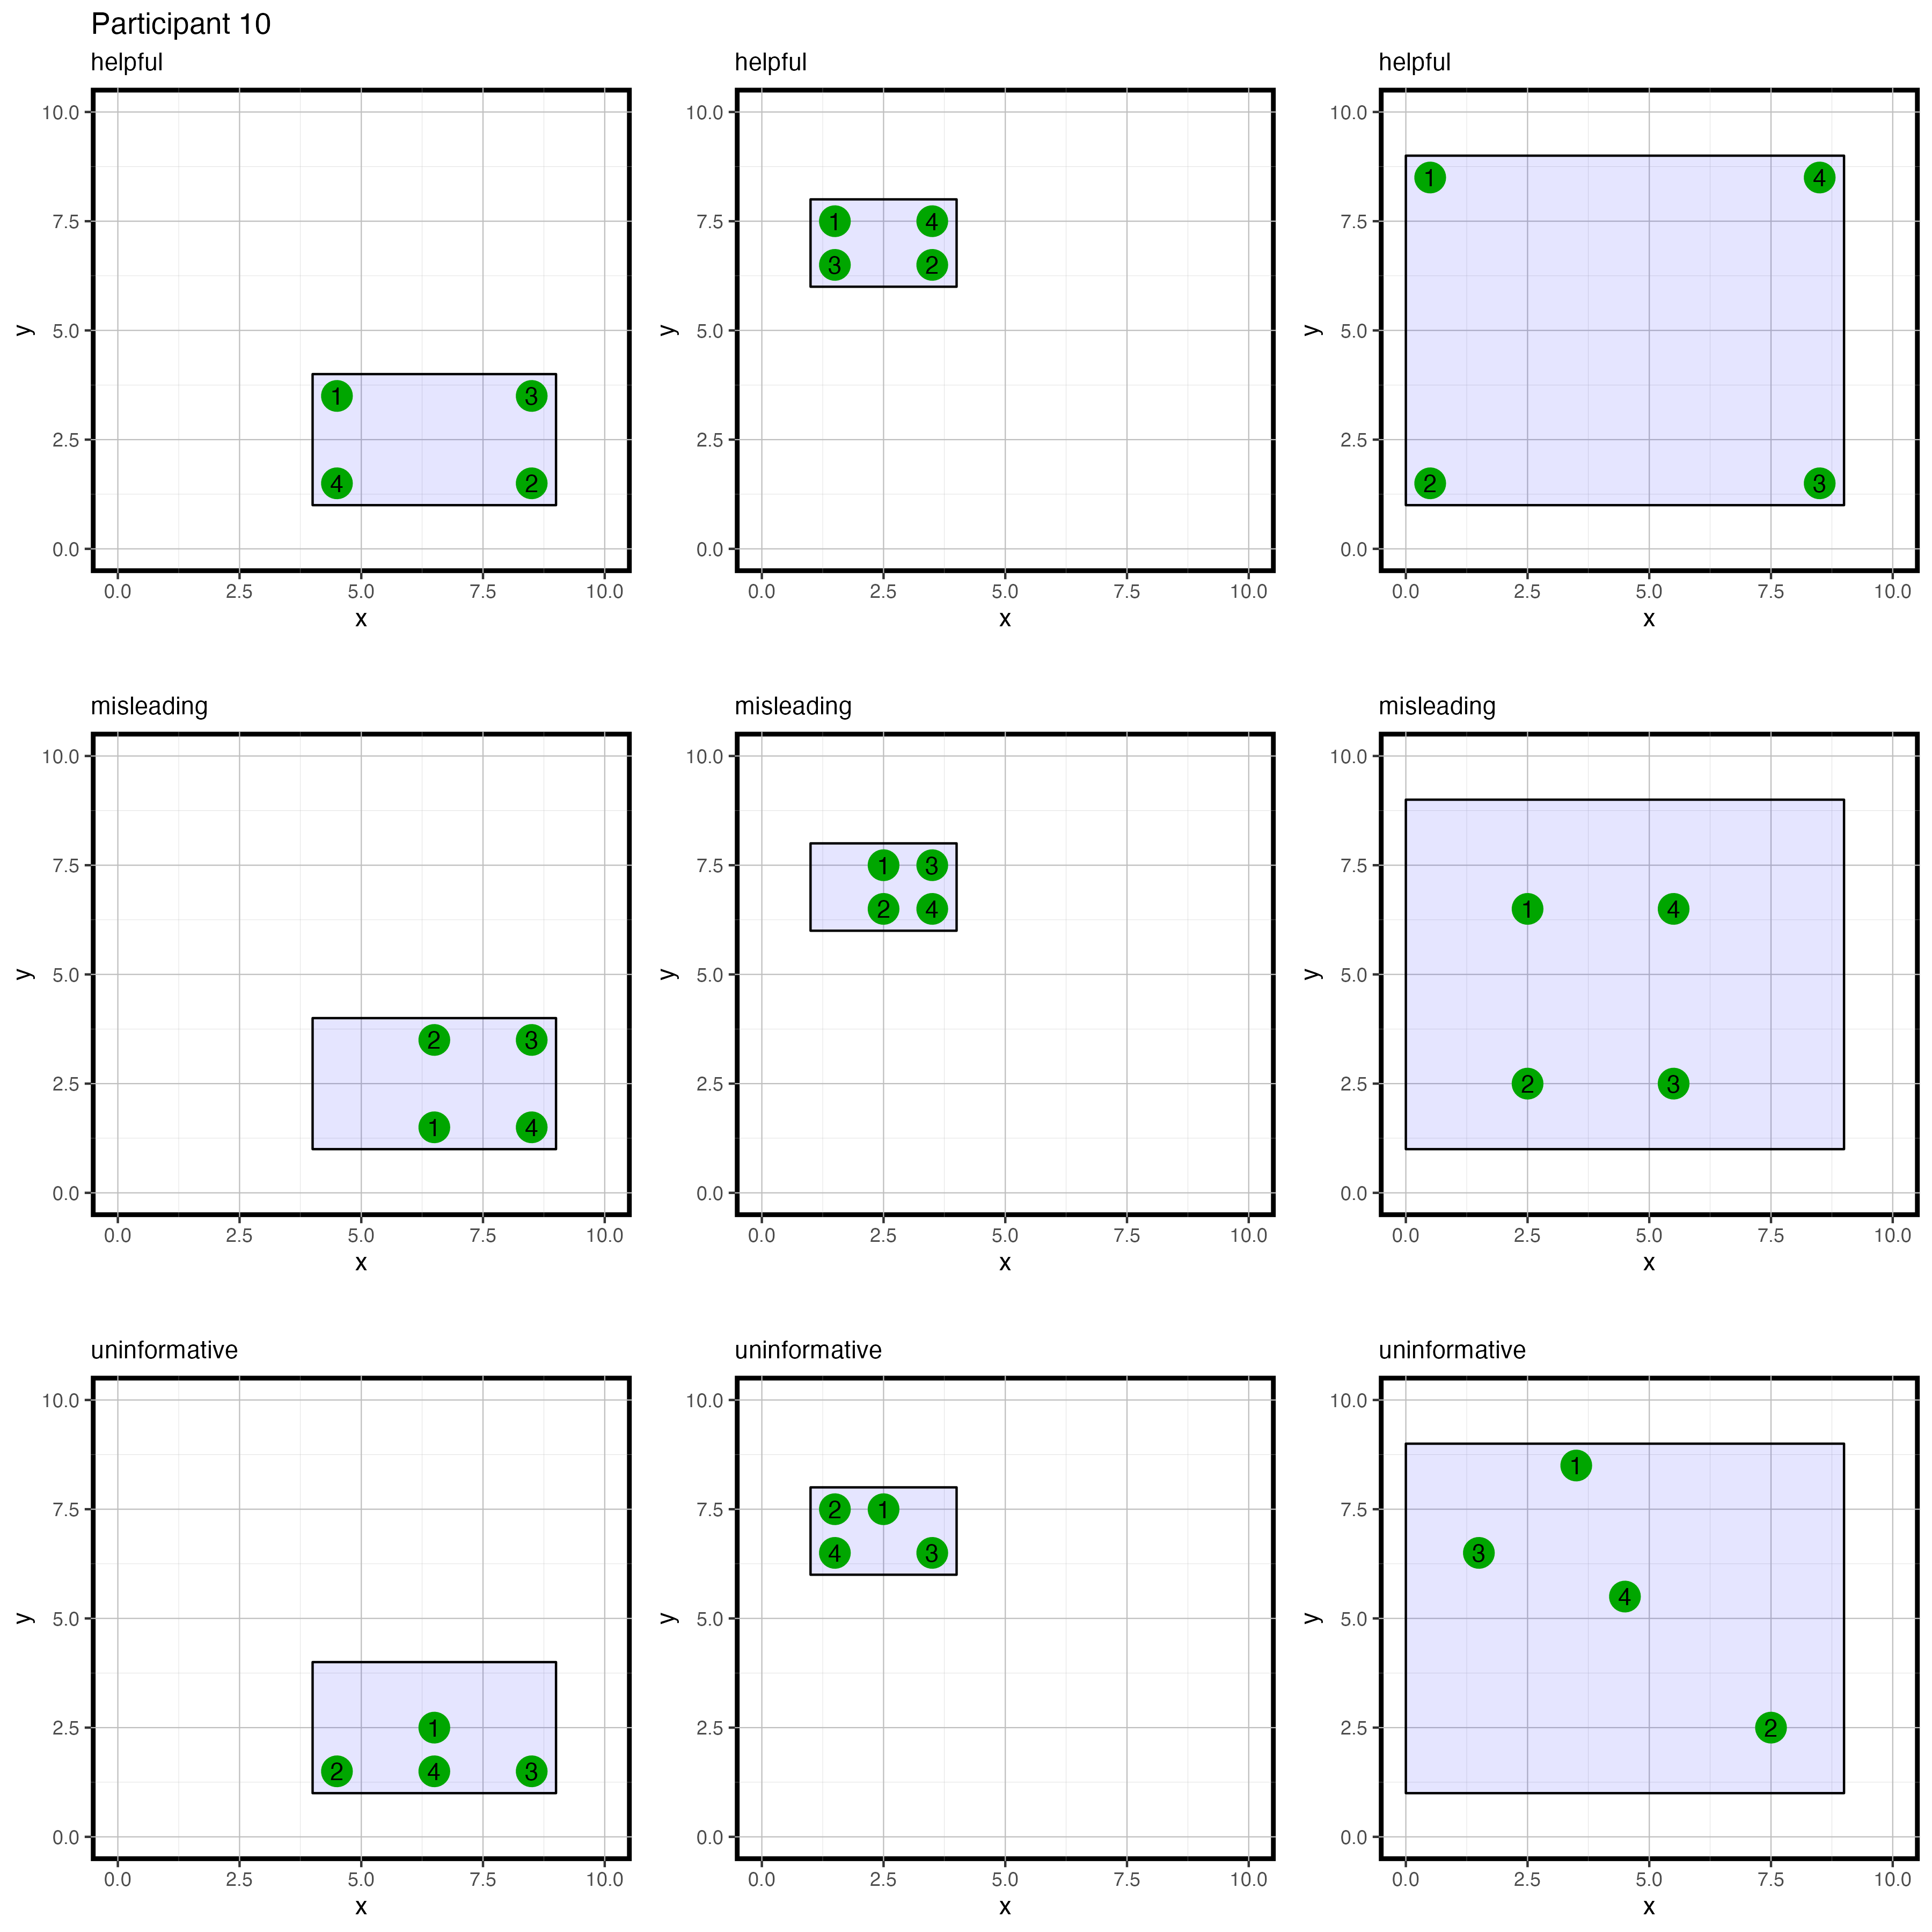 Participant 10
helpful helpful helpful
10.0 10.0 10.0
1 4
7.5 7.5 1 4 7.5
3 2
y 5.0 y 5.0 y 5.0
1 3
2.5 2.5 2.5
4 2 2 3
0.0 0.0 0.0
0.0 2.5 5.0 7.5 10.0 0.0 2.5 5.0 7.5 10.0 0.0 2.5 5.0 7.5 10.0
x x x
misleading misleading misleading
10.0 10.0 10.0
7.5 7.5 1 3 7.5
2 4 1 4
y 5.0 y 5.0 y 5.0
2 3
2.5 2.5 2.5 2 3
1 4
0.0 0.0 0.0
0.0 2.5 5.0 7.5 10.0 0.0 2.5 5.0 7.5 10.0 0.0 2.5 5.0 7.5 10.0
x x x
uninformative uninformative uninformative
10.0 10.0 10.0
1
7.5 7.5 2 1 7.5
4 3 3
4
y 5.0 y 5.0 y 5.0
2.5 1 2.5 2.5 2
2 4 3
0.0 0.0 0.0
0.0 2.5 5.0 7.5 10.0 0.0 2.5 5.0 7.5 10.0 0.0 2.5 5.0 7.5 10.0
x x x